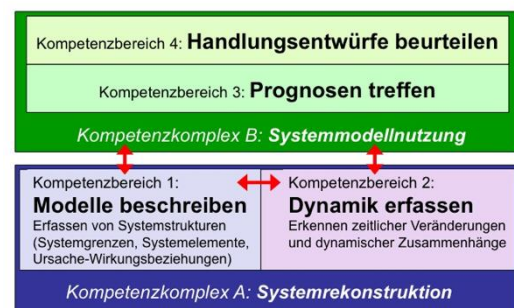 Kompetenzbereich 4: Handlungsentwürfe beurteilen
Kompetenzbereich 3: Prognosen treffen
Kompetenzkomplex B: Systemmodellnutzung
Kompetenzbereich 1:
Modelle beschreiben
Erfassen von Systemstrukturen
(Systemgrenzen, Systemelemente,
Ursache-Wirkungsbeziehungen)
Kompetenzbereich 2:
Dynamik erfassen
Erkennen zeitlicher Veränderungen
und dynamischer Zusammenhänge
Kompetenzkomplex A: Systemrekonstruktion